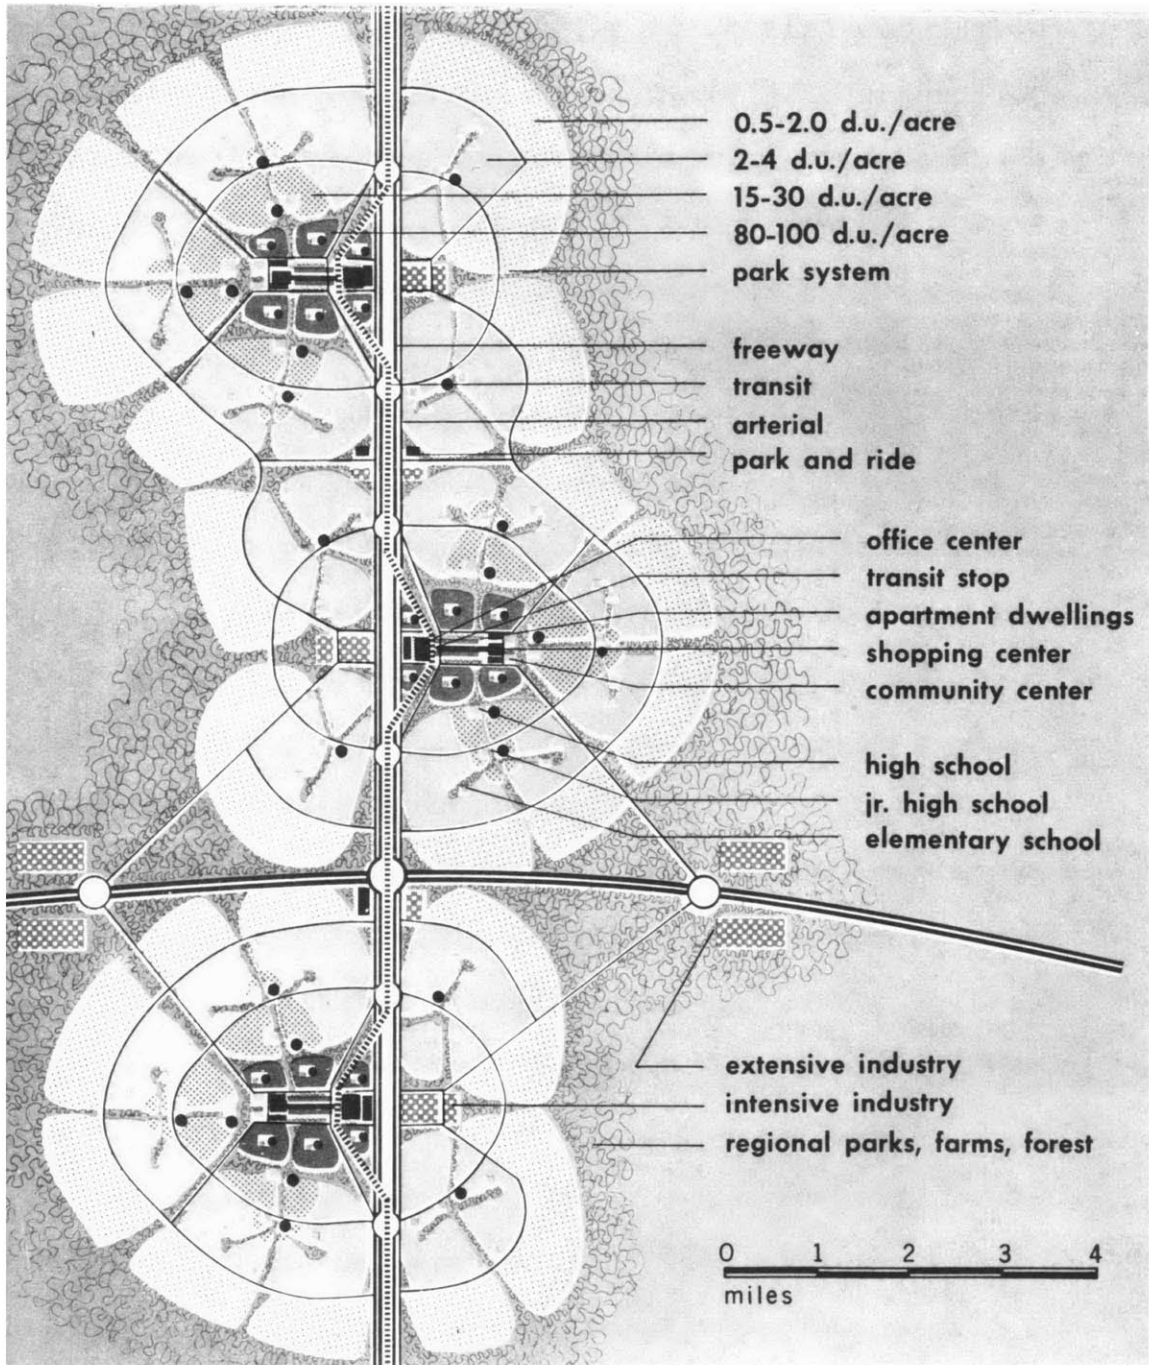 0.5-2.0 d.u./acre
2-4 d.u./acre
15-30 d.u./acre
80-100 d.u./acre
park system
freeway
transit
arterial
park and ride
office center
transit stop
apartment dwellings
shopping center
community center
high school
jr. high school
elementary school
extensive industry
intensive industry
regional parks, farms, forest
0 1 2 3 4
miles